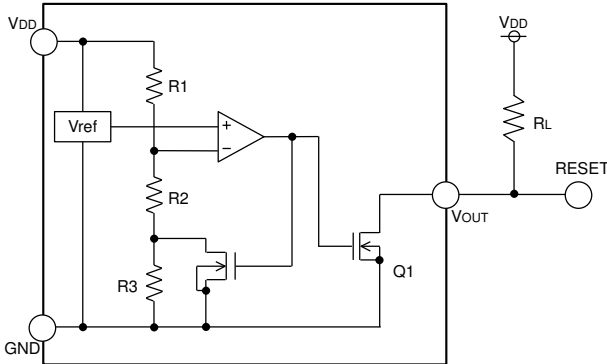 VDD
VDD
R1
Vref
+
−
RL
RESET
R2
VOUT
Q1
R3
GND